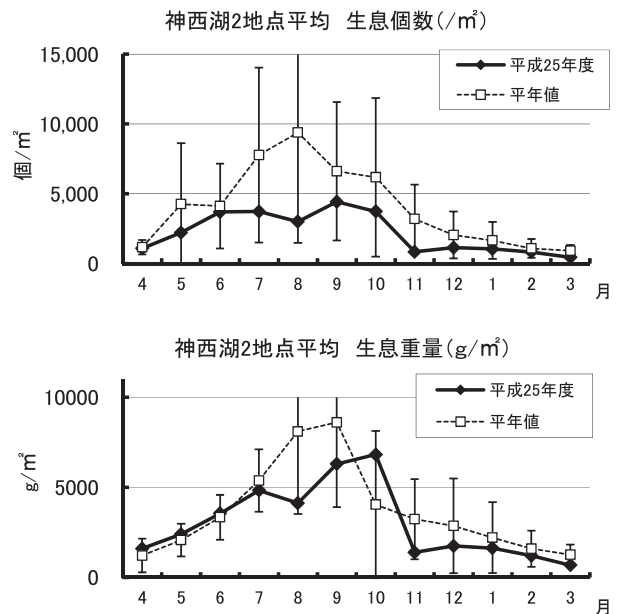 神西湖2地点平均　生息個数(/㎡)
15,000
10,000
5,000
0
個/㎡
平成25年度
平年値
4 5 6 7 8 9 10 11 12 1 2 3 月
神西湖2地点平均　生息重量(g/㎡)
10000
5000
0
g/㎡
平成25年度
平年値
4 5 6 7 8 9 10 11 12 1 2 3 月